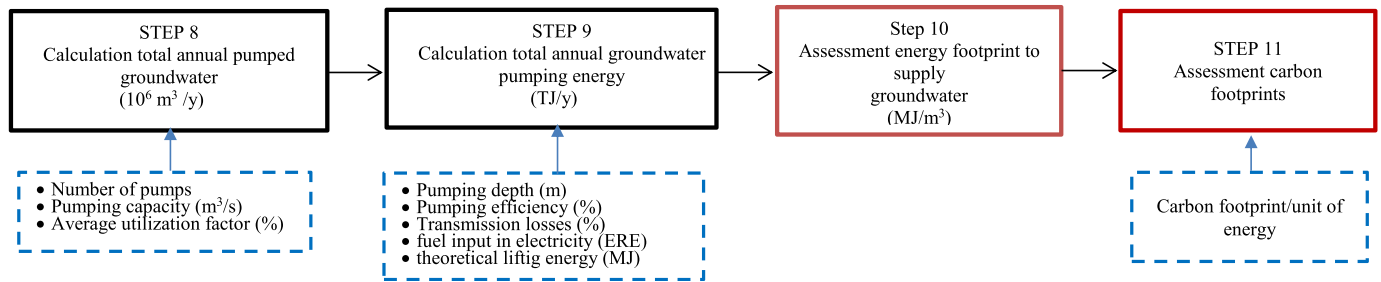 STEP 8
Calculation total annual pumped
groundwater
(10⁶ m³ /y)
STEP 9
Calculation total annual groundwater
pumping energy
(TJ/y)
Step 10
Assessment energy footprint to
supply
groundwater
(MJ/m³)
STEP 11
Assessment carbon
footprints
• Number of pumps
• Pumping capacity (m³/s)
• Average utilization factor (%)
• Pumping depth (m)
• Pumping efficiency (%)
• Transmission losses (%)
• fuel input in electricity (ERE)
• theoretical liftig energy (MJ)
Carbon footprint/unit of
energy